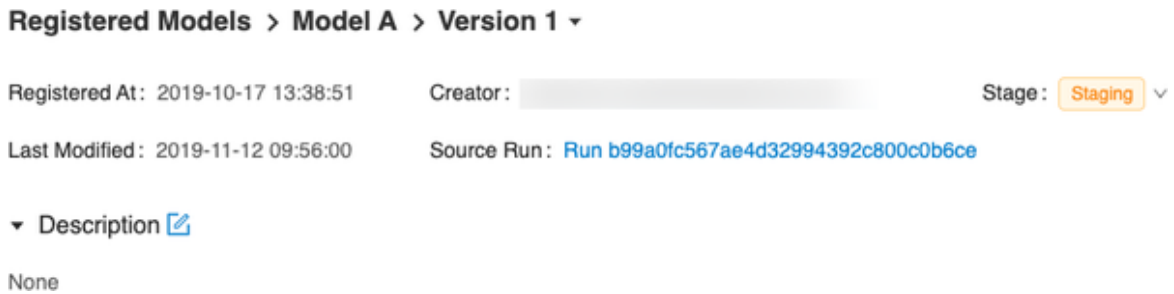 Registered Models > Model A > Version 1
Registered At: 2019-10-17 13:38:51 Creator: Stage: Staging
Last Modified: 2019-11-12 09:56:00 Source Run: Run b99a0fc567ae4d32994392c800c0b6ce
Description
None